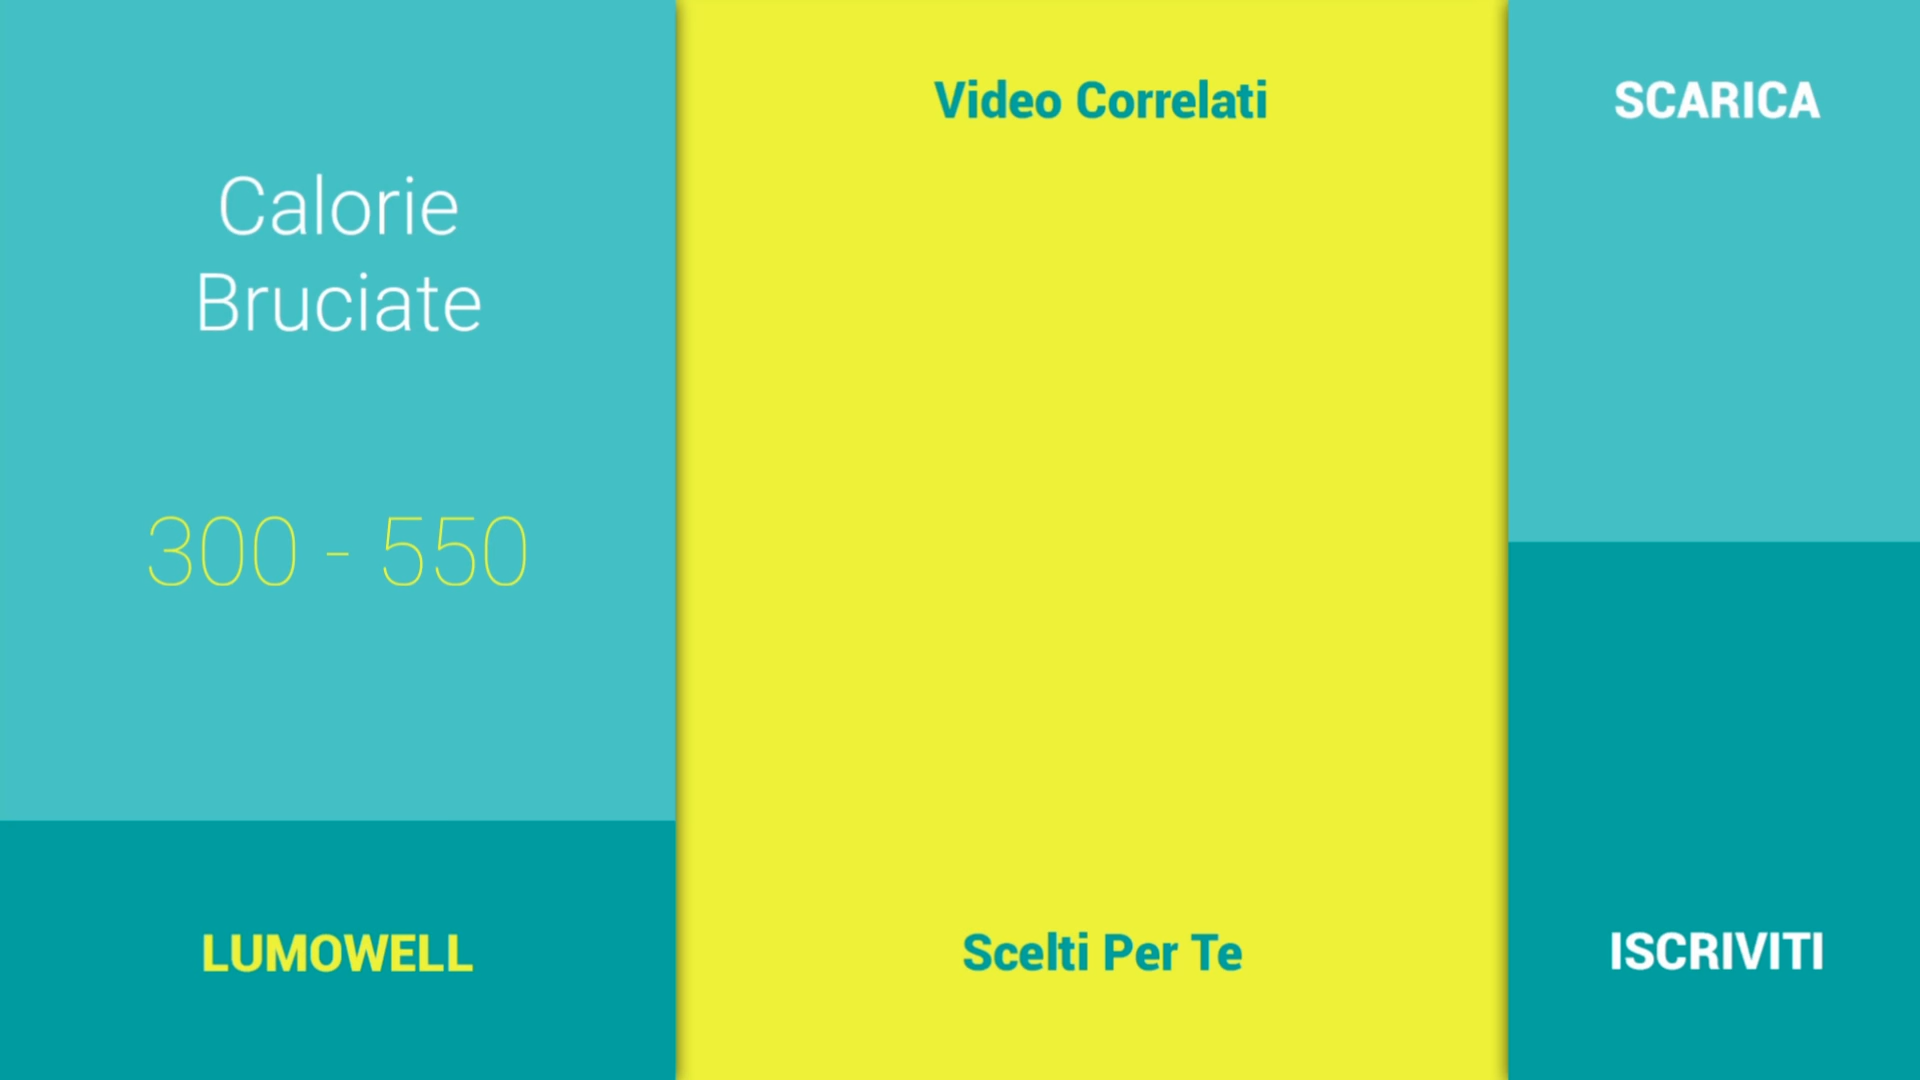 Calorie
Bruciate
300 - 550
LUMOWELL
Video Correlati
Scelti Per Te
SCARICA
ISCRIVITI